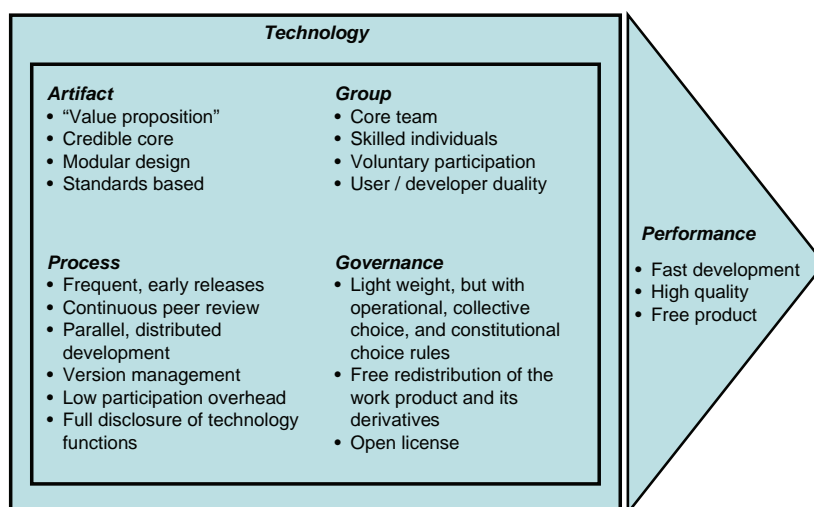 Technology
Artifact
• “Value proposition”
• Credible core
• Modular design
• Standards based
Group
• Core team
• Skilled individuals
• Voluntary participation
• User / developer duality
Process
• Frequent, early releases
• Continuous peer review
• Parallel, distributed
development
• Version management
• Low participation overhead
• Full disclosure of technology
functions
Governance
• Light weight, but with
operational, collective
choice, and constitutional
choice rules
• Free redistribution of the
work product and its
derivatives
• Open license
Performance
• Fast development
• High quality
• Free product